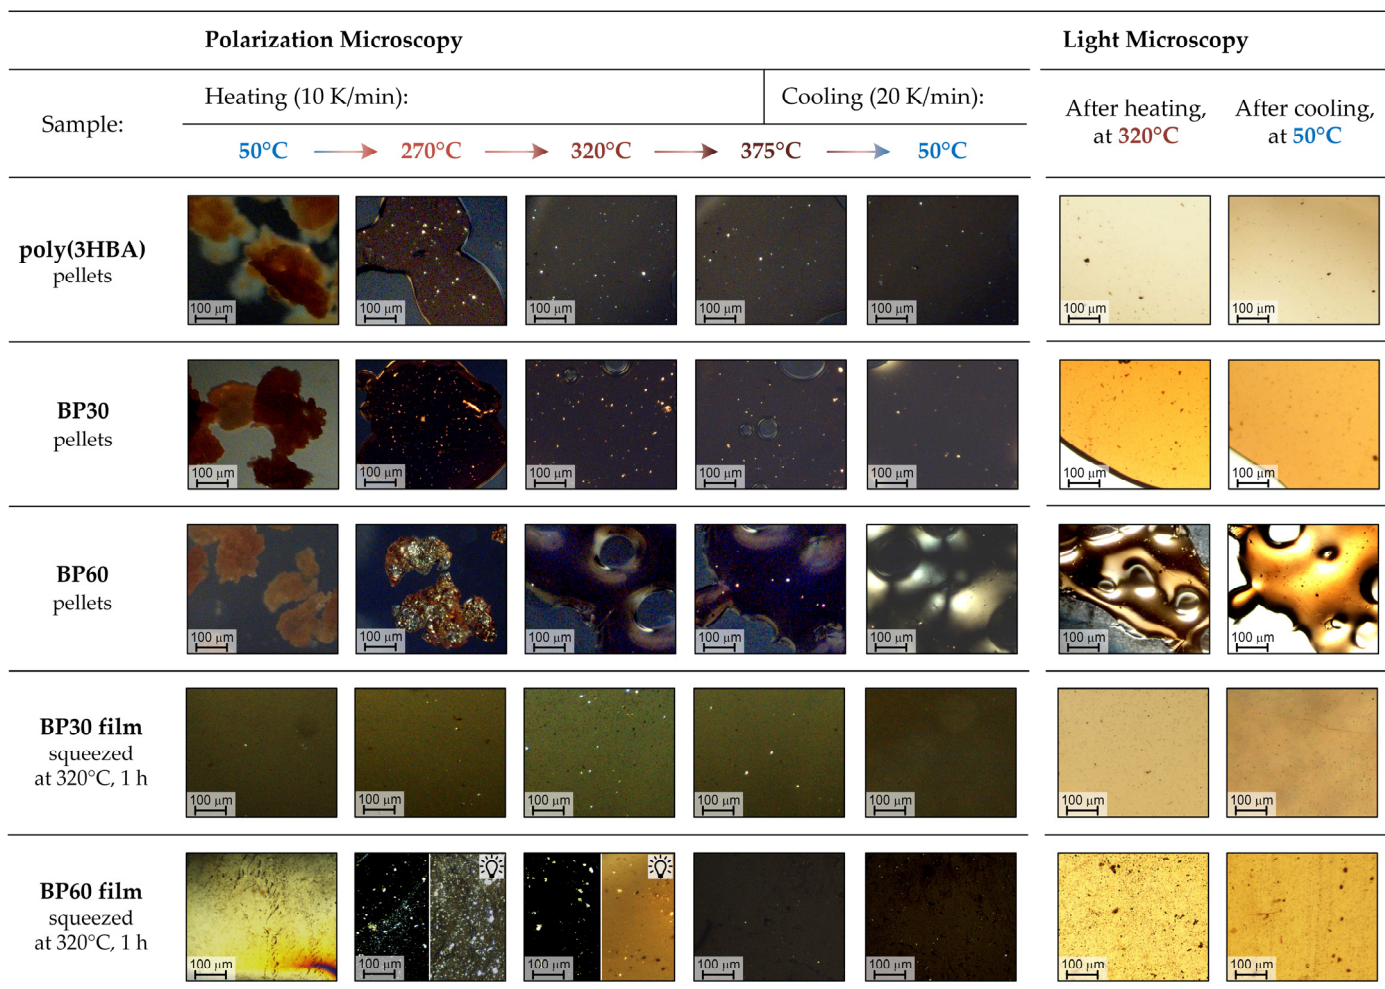 Polarization Microscopy
Light Microscopy
Sample:
Heating (10 K/min):
Cooling (20 K/min):
After heating,
at 320°C
After cooling,
at 50°C
50°C
270°C
320°C
375°C
50°C
poly(3HBA)
pellets
100 µm
100 µm
100 µm
100 µm
100 µm
100 µm
100 µm
BP30
pellets
100 µm
100 µm
100 µm
100 µm
100 µm
100 µm
100 µm
BP60
pellets
100 µm
100 µm
100 µm
100 µm
100 µm
100 µm
100 µm
BP30 film
squeezed
at 320°C, 1 h
100 µm
100 µm
100 µm
100 µm
100 µm
100 µm
100 µm
BP60 film
squeezed
at 320°C, 1 h
100 µm
100 µm
100 µm
100 µm
100 µm
100 µm
100 µm